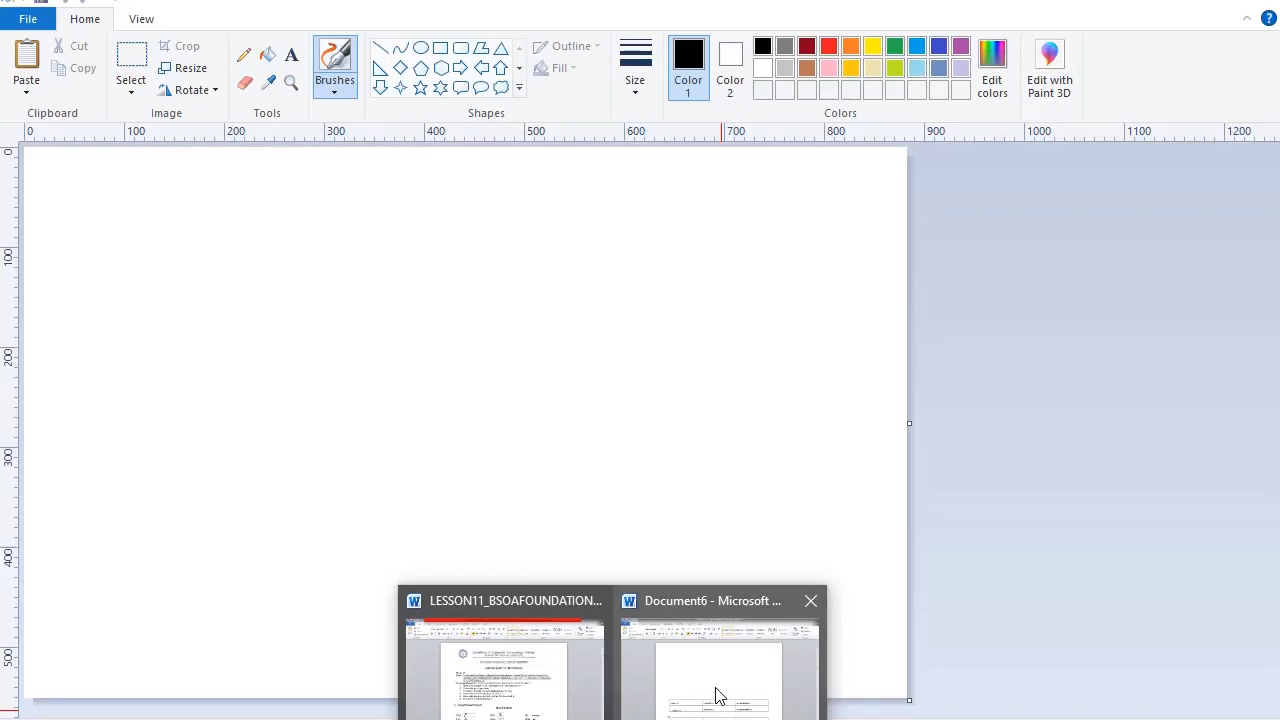 File Home View
Paste Cut Copy Select Crop Resize Rotate Brushes Outline Fill Size Color 1 Color 2 Edit colors Edit with Paint 3D
Clipboard Image Tools Shapes Colors
0 100 200 300 400 500 600 700 800 900 1000 1100 1200
0
100
200
300
400
500
LESSON11_BSOAFOUNDATION... Document6 - Microsoft ...